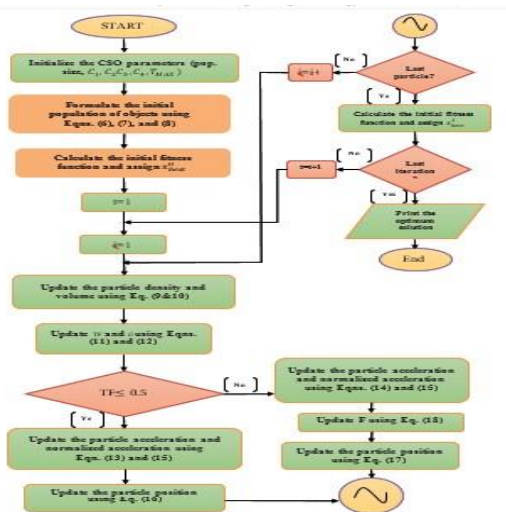 START
Initialize the CSO parameters (pop.
size, C1, C2 C3, C4, TMAX)
Formulate the initial
population of objects using
Eqns. (6), (7), and (8)
Calculate the initial fitness
function and assign
t=1
i=1
Update the particle density and
volume using Eq. (9&10)
Update TF and using Eqns.
(11) and (12)
TF≤ 0.5
Ye
No
Update the particle acceleration and
normalized acceleration using
Eqn. (13) and (15)
Update the particle position
using Eq. (16)
Update the particle acceleration
and normalized acceleration
using Eqns. (14) and (15)
Update F using Eq. (18)
Update the particle position
using Eq. (17)
Last
particle?
No
i=i+
Ye
Calculate the initial fitness
function and assign
Last
iteration
No
t=t+1
Yes
Print the
optimum
solution
End